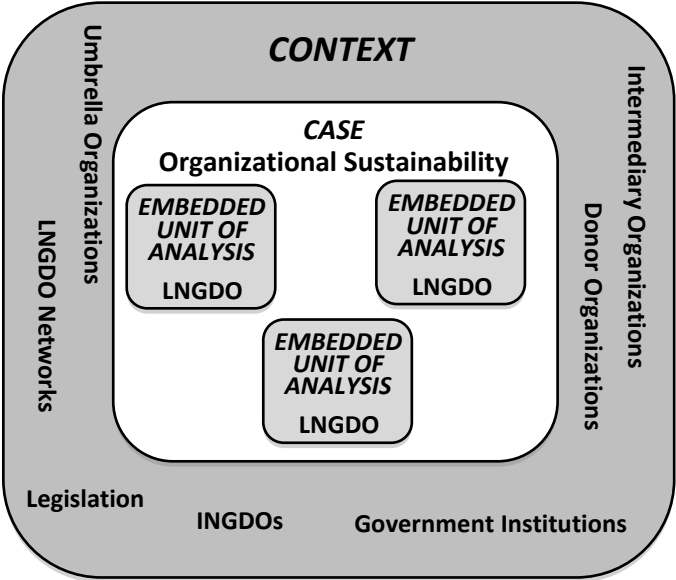 CONTEXT
Umbrella Organizations
LNGDO Networks
CASE
Organizational Sustainability
EMBEDDED
UNIT OF
ANALYSIS
LNGDO
EMBEDDED
UNIT OF
ANALYSIS
LNGDO
EMBEDDED
UNIT OF
ANALYSIS
LNGDO
Intermediary Organizations
Donor Organizations
Legislation
INGDOs
Government Institutions